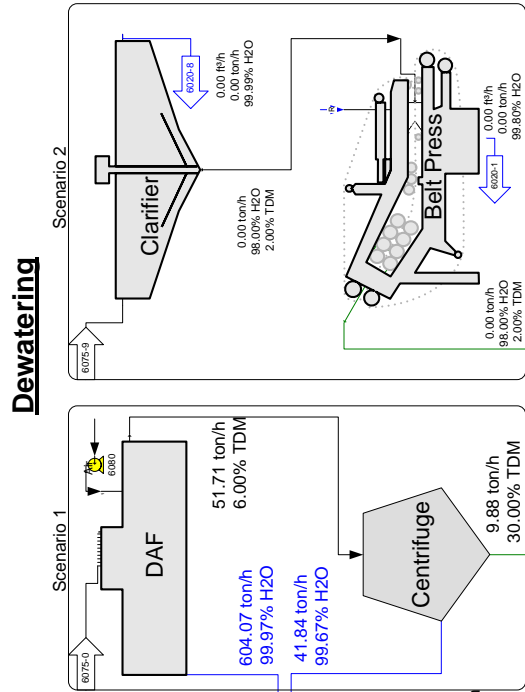 Dewatering
Scenario 1
6075-0
Air
6080
DAF
51.71 ton/h
6.00% TDM
604.07 ton/h
99.97% H2O
41.84 ton/h
99.67% H2O
Centrifuge
9.88 ton/h
30.00% TDM
Scenario 2
6075-9
Clarifier
6020-8
0.00 ft³/h
0.00 ton/h
99.99% H2O
0.00 ton/h
98.00% H2O
2.00% TDM
Belt Press
0.00 ft³/h
0.00 ton/h
99.80% H2O
6020-1
0.00 ton/h
98.00% H2O
2.00% TDM